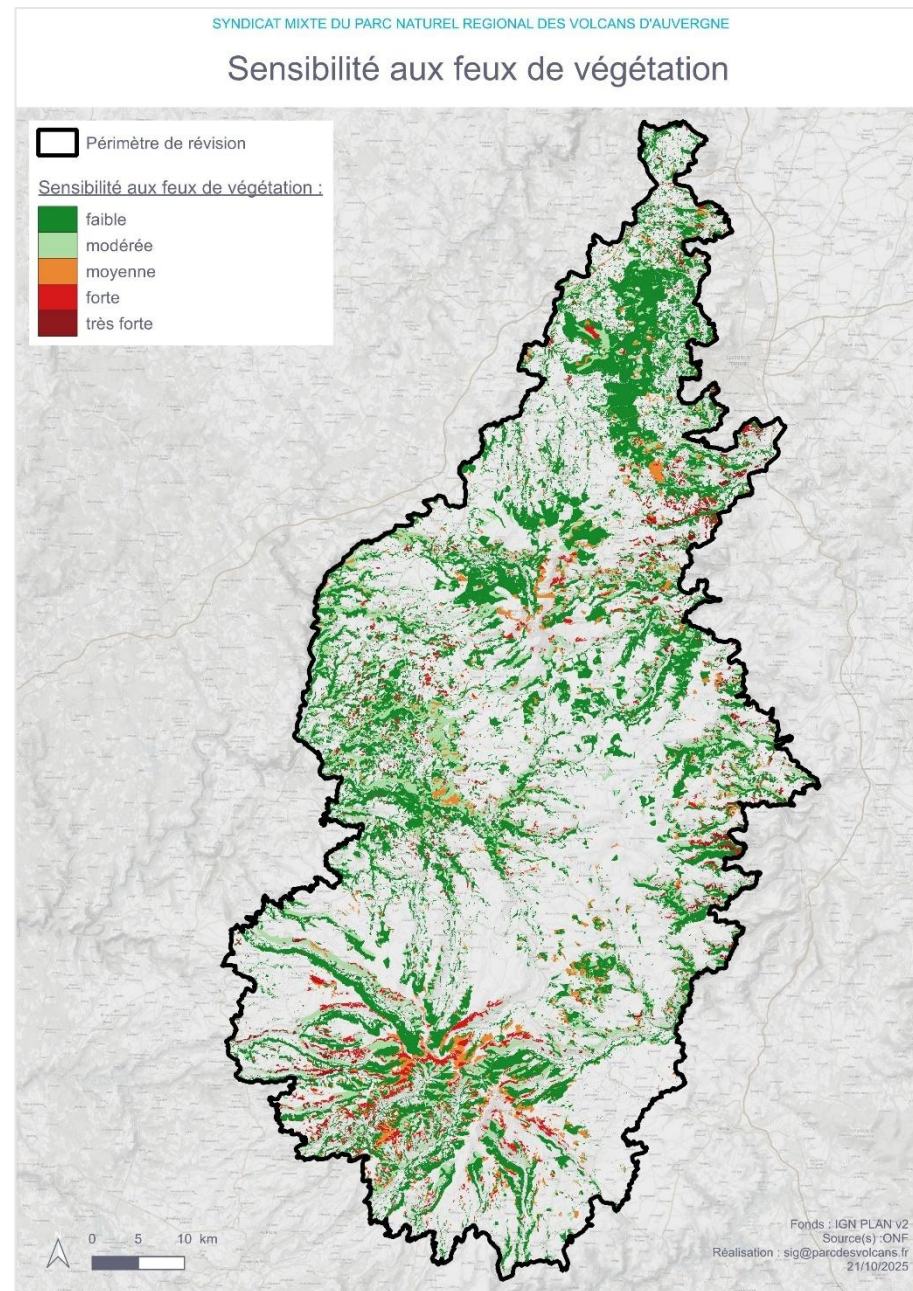 SYNDICAT MIXTE DU PARC NATUREL REGIONAL DES VOLCANS D'AUVERGNE
Sensibilité aux feux de végétation
Périmètre de révision
Sensibilité aux feux de végétation :
faible
modérée
moyenne
forte
très forte
0 5 10 km
Fonds : IGN PLAN v2
Source(s) :ONF
Réalisation : sig@parcdesvolcans.fr
21/10/2025